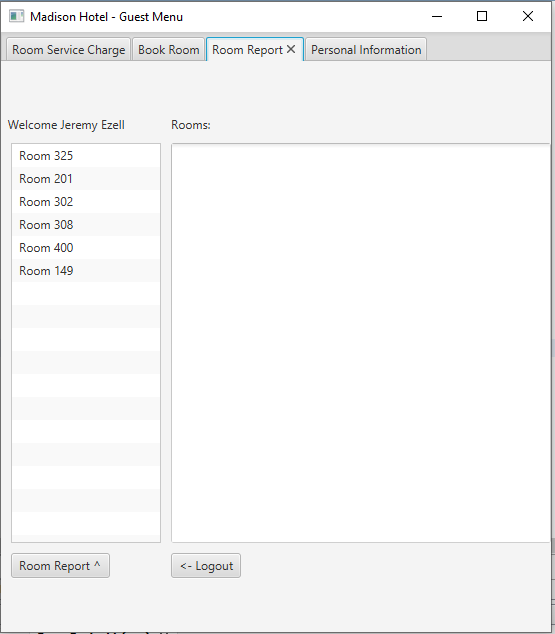 Madison Hotel - Guest Menu
Room Service Charge
Book Room
Room Report
Personal Information
Welcome Jeremy Ezell
Rooms:
Room 325
Room 201
Room 302
Room 308
Room 400
Room 149
Room Report ^
<- Logout